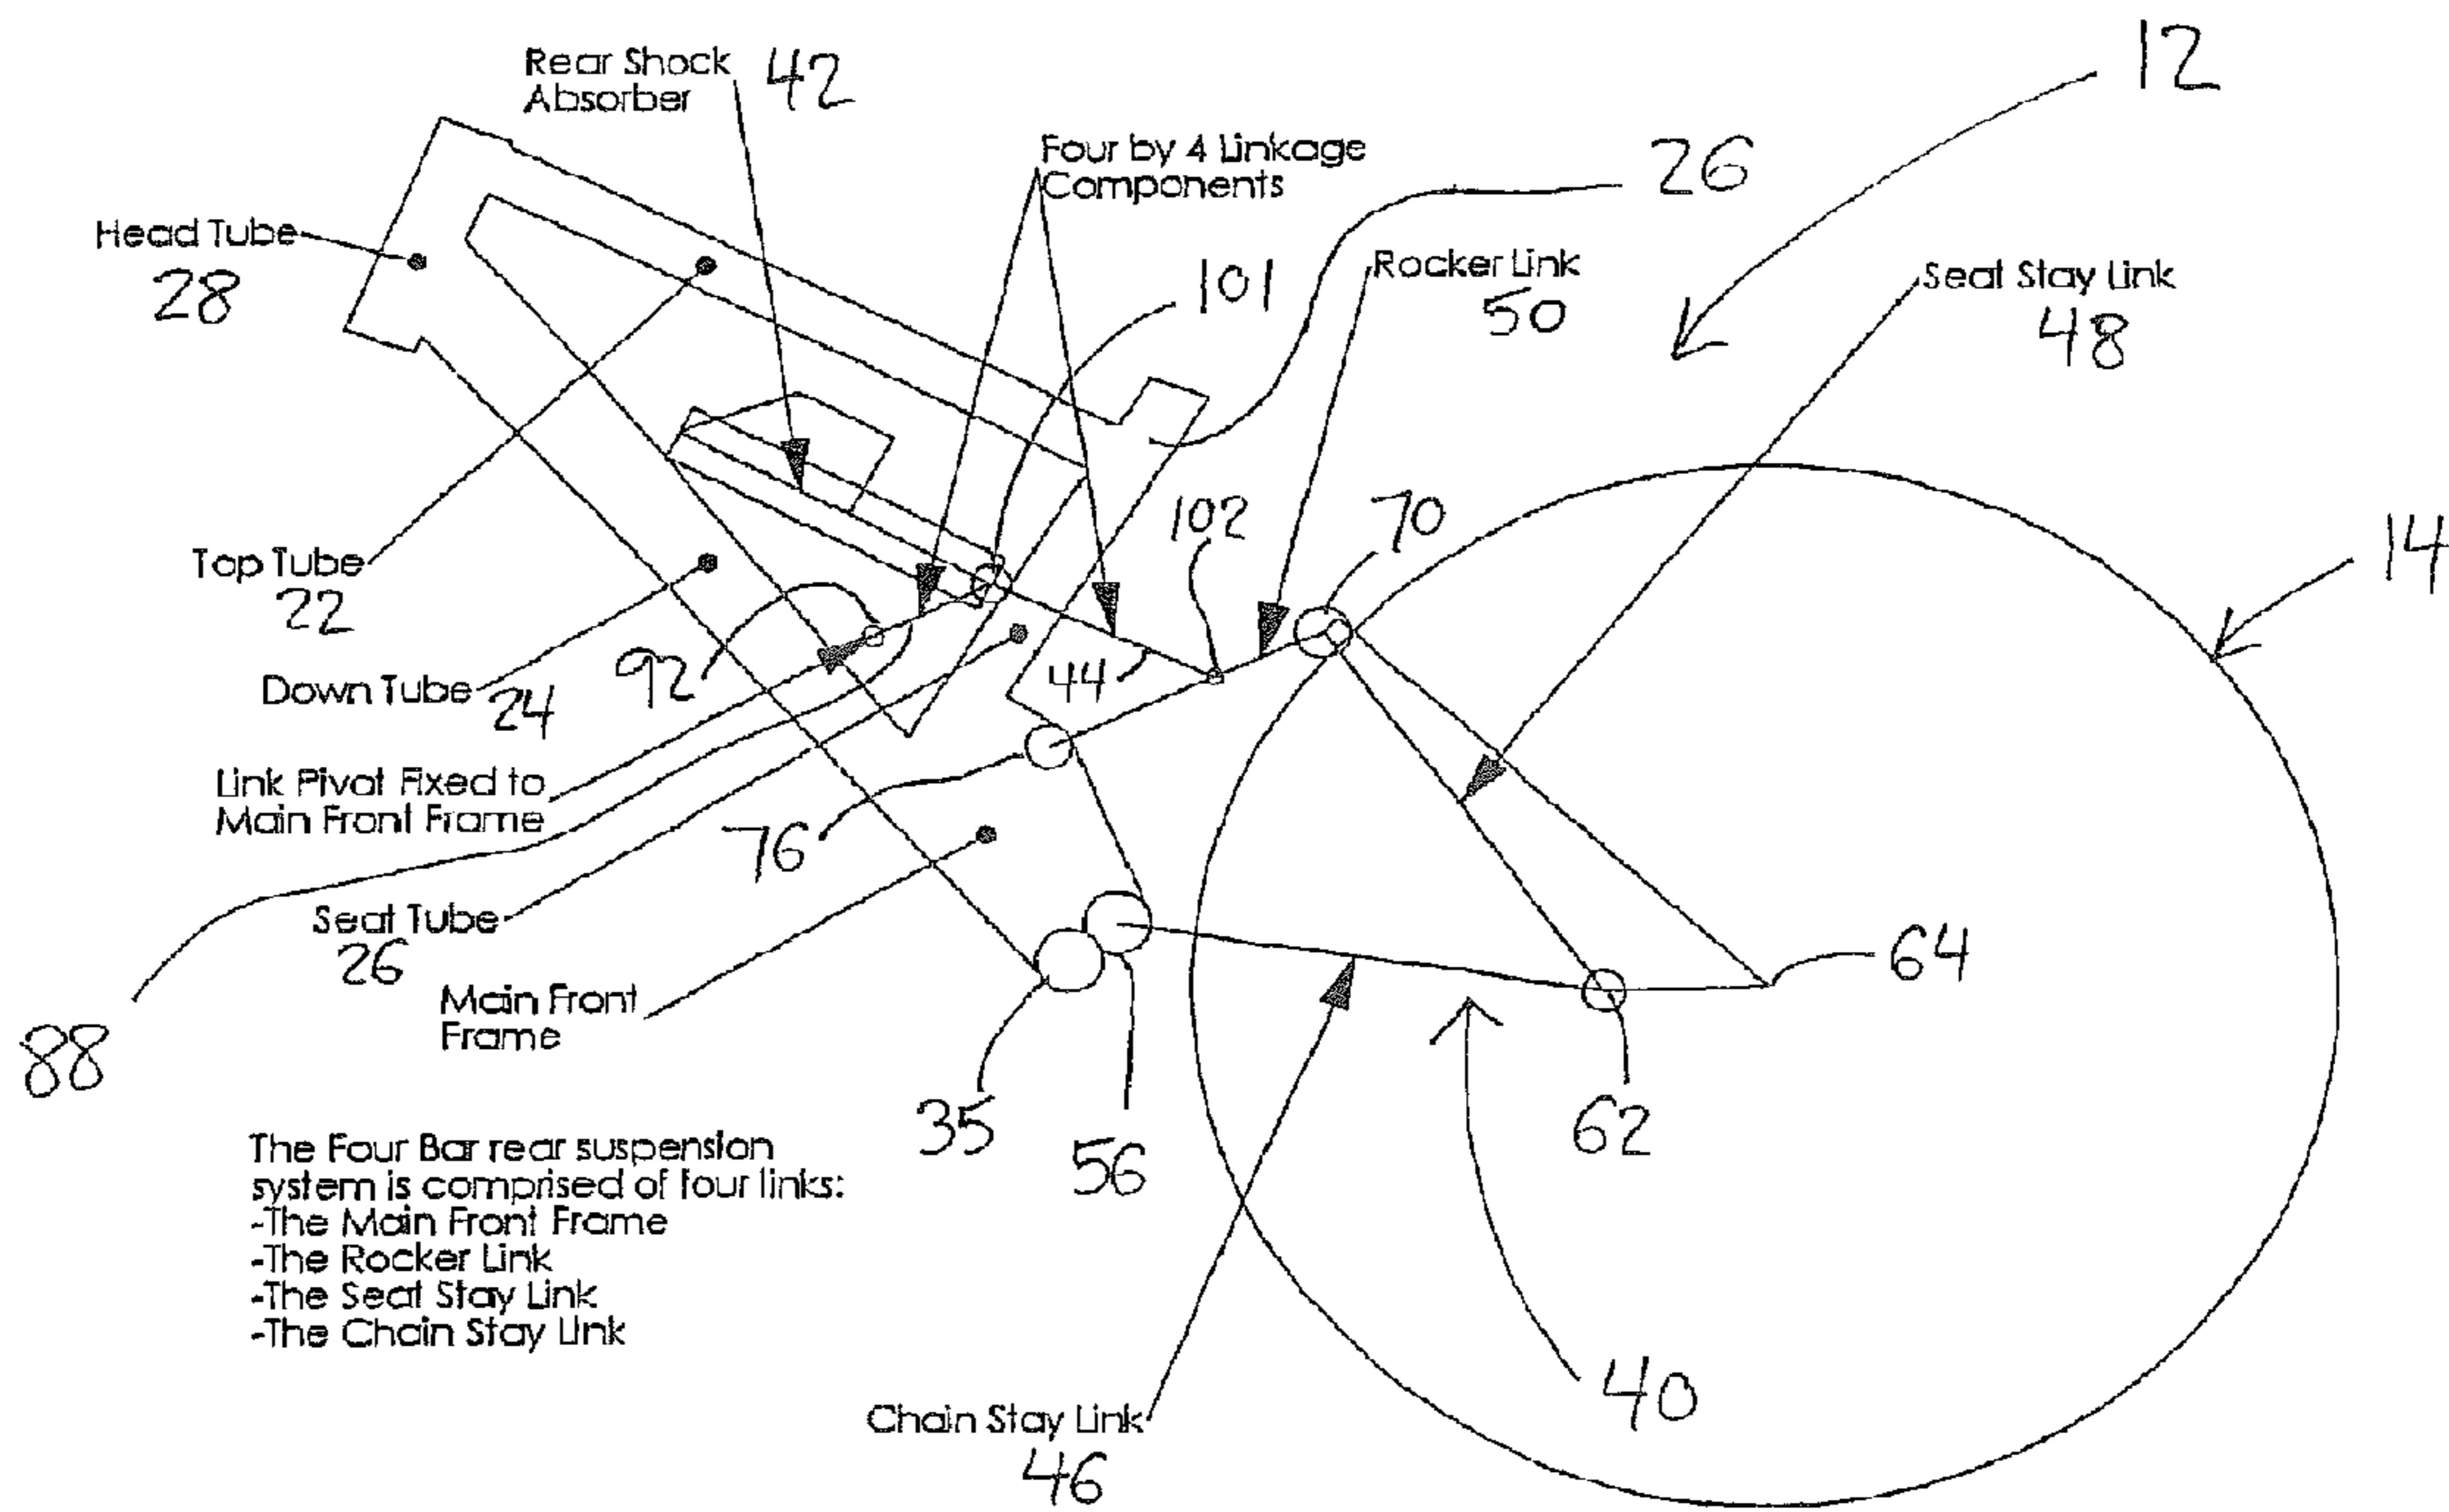 12
Rear Shock
Absorber
42
Four by 4 Linkage
Components
26
Head Tube
28
101
Rocker Link
50
Seat Stay Link
48
102
70
14
Top Tube
22
92
44
Down Tube
24
Link Pivot Fixed to
Main Front Frame
76
Seat Tube
26
64
Main Front
Frame
88
35
56
62
The Four Bar rear suspension
system is comprised of four links:
-The Main Front Frame
-The Rocker Link
-The Seat Stay Link
-The Chain Stay Link
40
Chain Stay Link
46